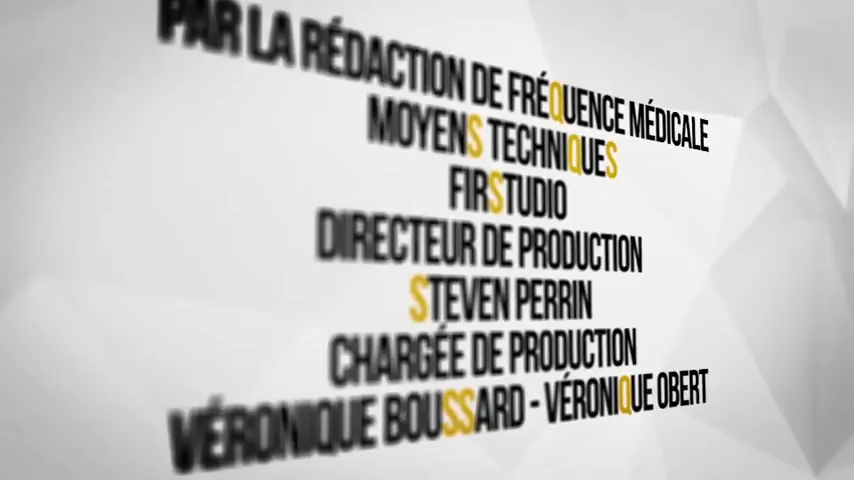 PAR LA RÉDACTION DE FRÉQUENCE MÉDICALE
MOYENS TECHNIQUES
FIRSTUDIO
DIRECTEUR DE PRODUCTION
STEVEN PERRIN
CHARGÉE DE PRODUCTION
VÉRONIQUE BOUSSARD - VÉRONIQUE OBERT